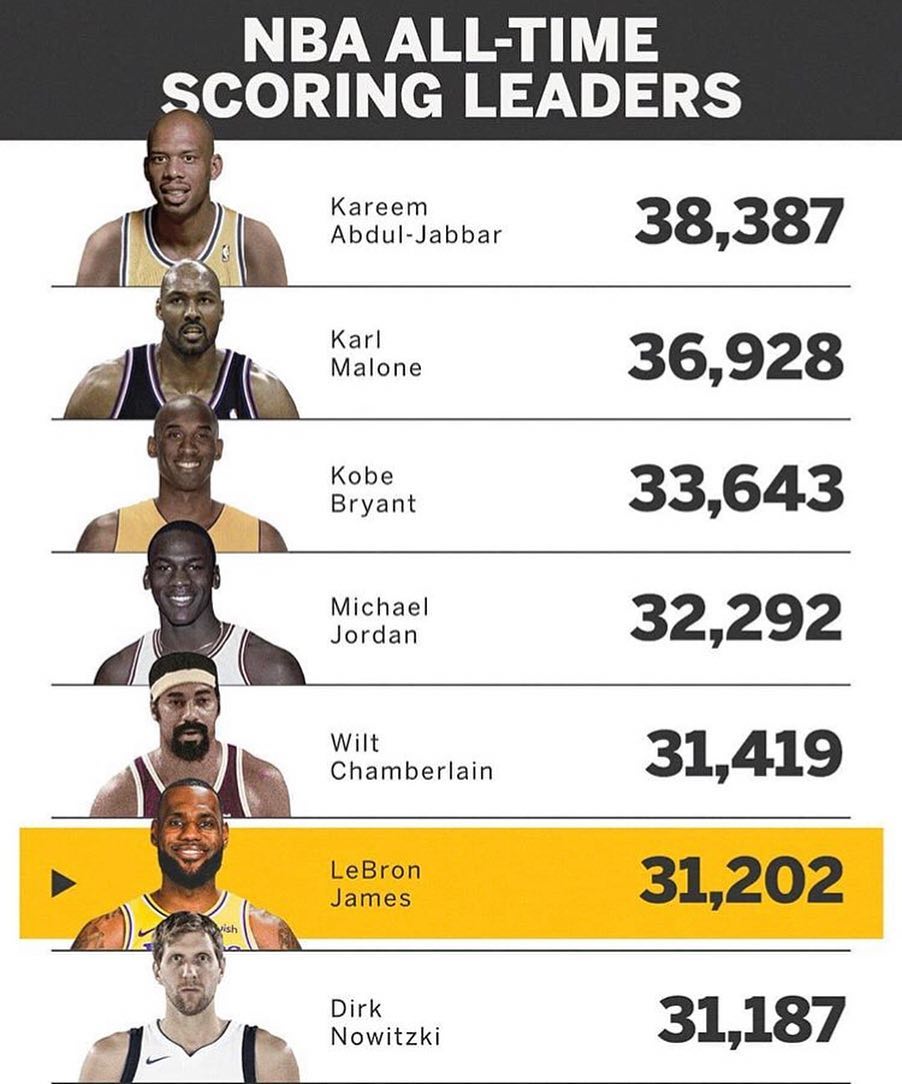 NBA ALL-TIME
SCORING LEADERS
Kareem
Abdul-Jabbar
38,387
Karl
Malone
36,928
Kobe
Bryant
33,643
Michael
Jordan
32,292
Wilt
Chamberlain
31,419
LeBron
James
31,202
wish
Dirk
Nowitzki
31,187